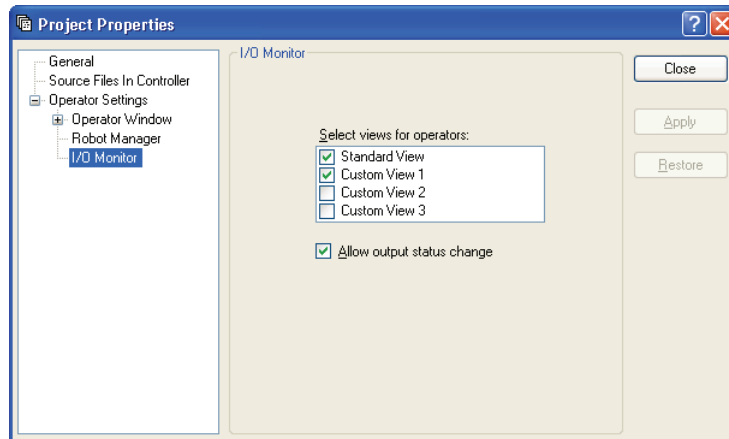 Project Properties
General
Source Files In Controller
Operator Settings
Operator Window
Robot Manager
I/O Monitor
I/O Monitor
Select views for operators:
Standard View
Custom View 1
Custom View 2
Custom View 3
Allow output status change
Close
Apply
Restore